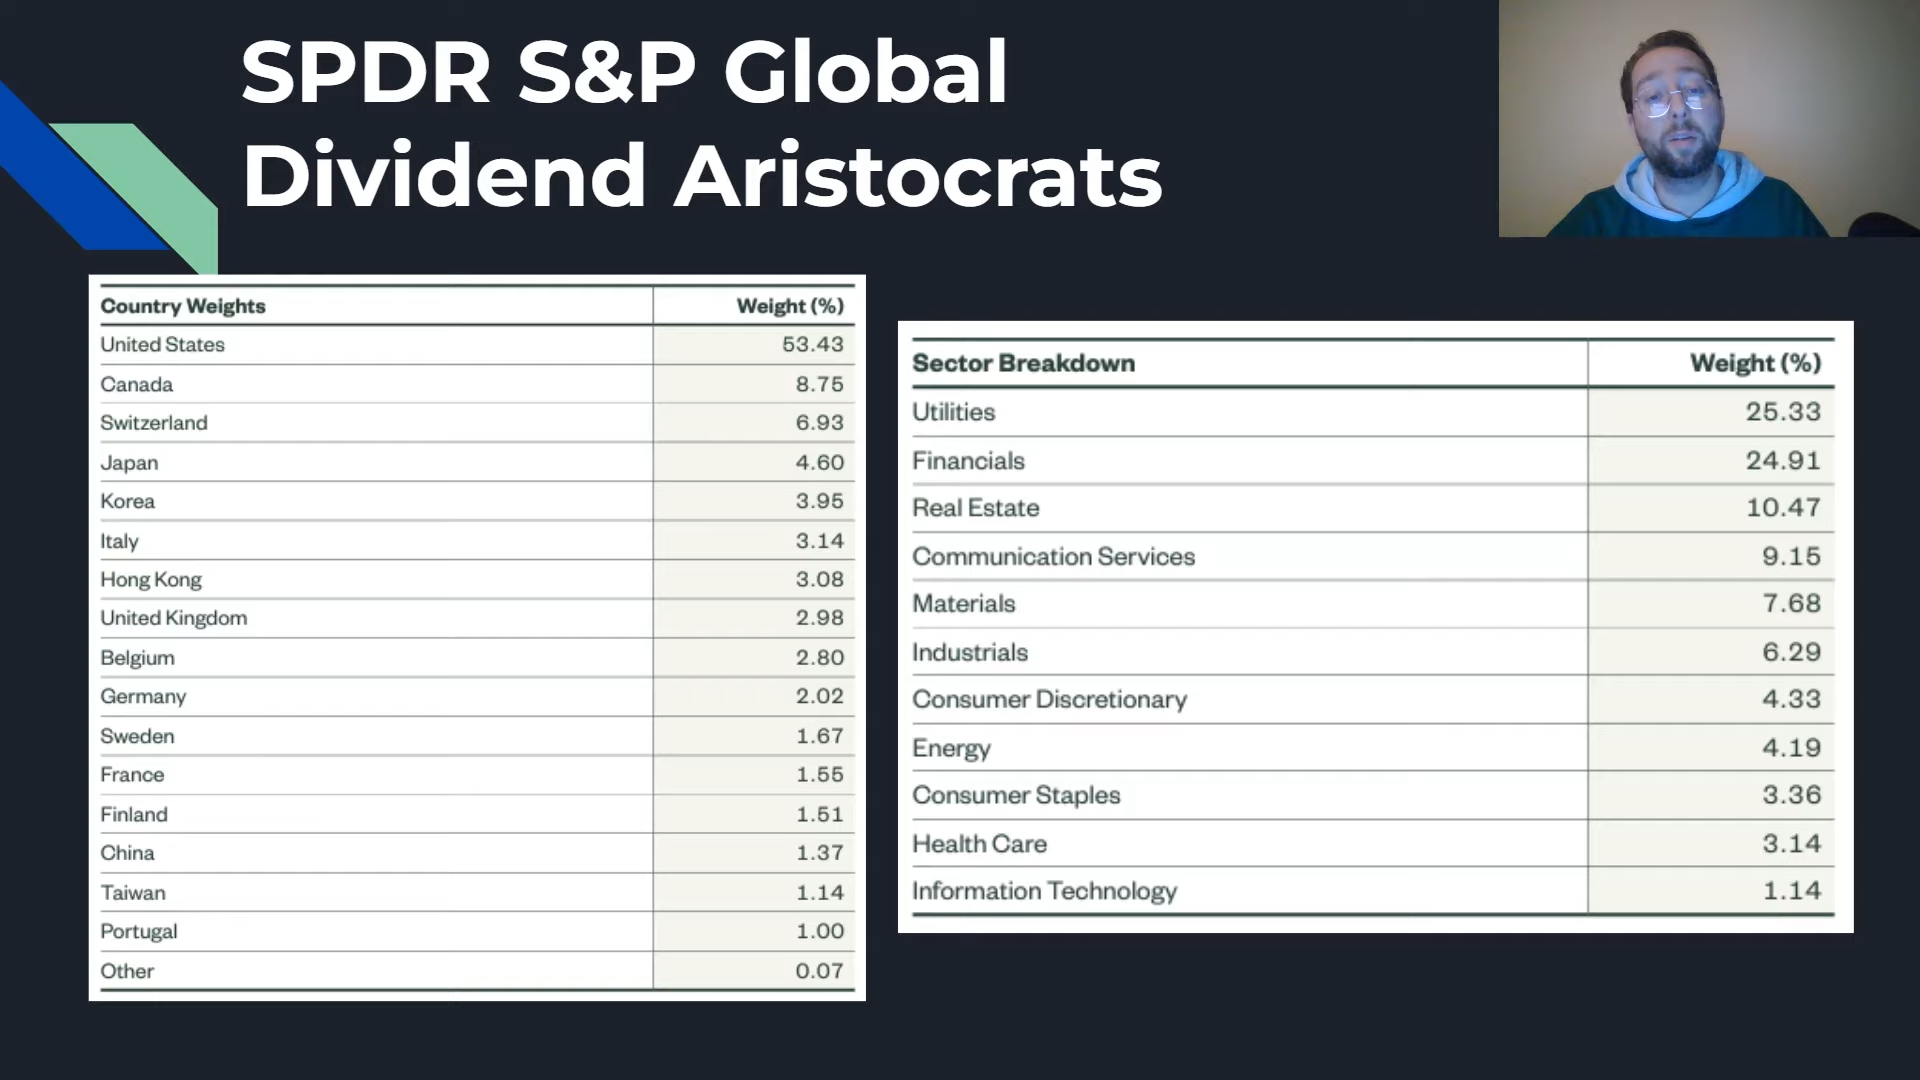 SPDR S&P Global
Dividend Aristocrats
Country Weights Weight (%)
United States 53.43
Canada 8.75
Switzerland 6.93
Japan 4.60
Korea 3.95
Italy 3.14
Hong Kong 3.08
United Kingdom 2.98
Belgium 2.80
Germany 2.02
Sweden 1.67
France 1.55
Finland 1.51
China 1.37
Taiwan 1.14
Portugal 1.00
Other 0.07
Sector Breakdown Weight (%)
Utilities 25.33
Financials 24.91
Real Estate 10.47
Communication Services 9.15
Materials 7.68
Industrials 6.29
Consumer Discretionary 4.33
Energy 4.19
Consumer Staples 3.36
Health Care 3.14
Information Technology 1.14